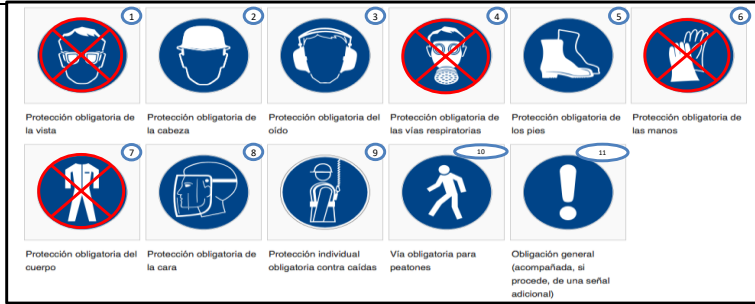 1 2 3 4 5 6
Protección obligatoria de Protección obligatoria de Protección obligatoria del Protección obligatoria de Protección obligatoria de Protección obligatoria de
la vista la cabeza oído las vías respiratorias los pies las manos
7 8 9 10 11
Protección obligatoria del Protección obligatoria de Protección individual Vía obligatoria para Obligación general
cuerpo la cara obligatoria contra caídas peatones (acompañada, si
procede, de una señal
adicional)